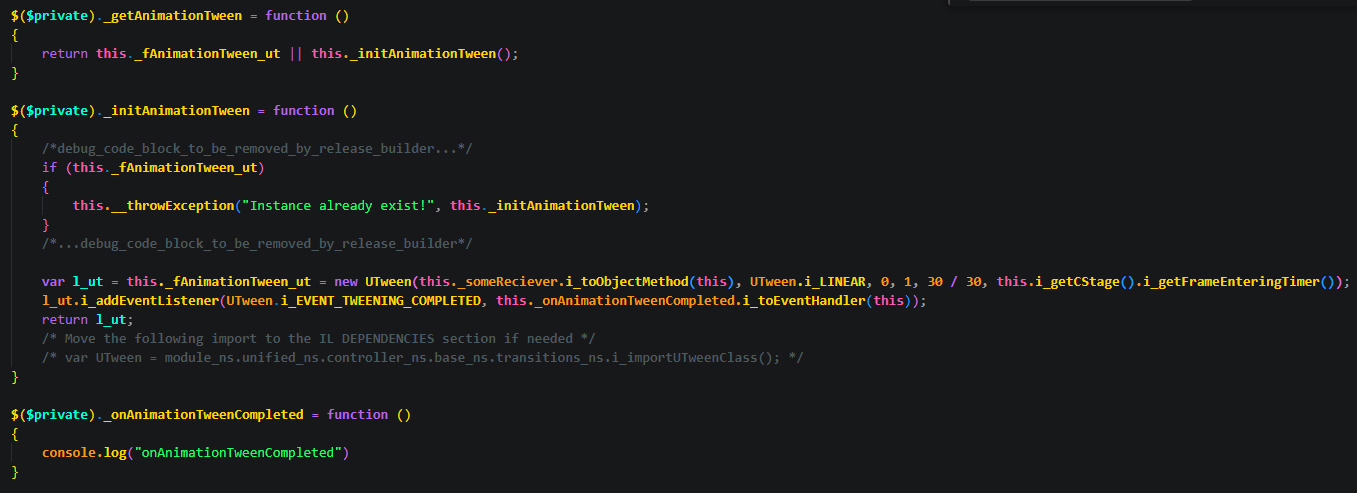 $($private)._getAnimationTween = function ()
{
    return this._fAnimationTween_ut || this._initAnimationTween();
}

$($private)._initAnimationTween = function ()
{
    /*debug_code_block_to_be_removed_by_release_builder...*/
    if (this._fAnimationTween_ut)
    {
        this.__throwException("Instance already exist!", this._initAnimationTween);
    }
    /*...debug_code_block_to_be_removed_by_release_builder*/

    var l_ut = this._fAnimationTween_ut = new UTween(this._someReciever.i_toObjectMethod(this), UTween.i_LINEAR, 0, 1, 30 / 30, this.i_getCStage().i_getFrameEnteringTimer());
    l_ut.i_addEventListener(UTween.i_EVENT_TWEENING_COMPLETED, this._onAnimationTweenCompleted.i_toEventHandler(this));
    return l_ut;
    /* Move the following import to the IL DEPENDENCIES section if needed */
    /* var UTween = module_ns.unified_ns.controller_ns.base_ns.transitions_ns.i_importUTweenClass(); */
}

$($private)._onAnimationTweenCompleted = function ()
{
    console.log("onAnimationTweenCompleted")
}